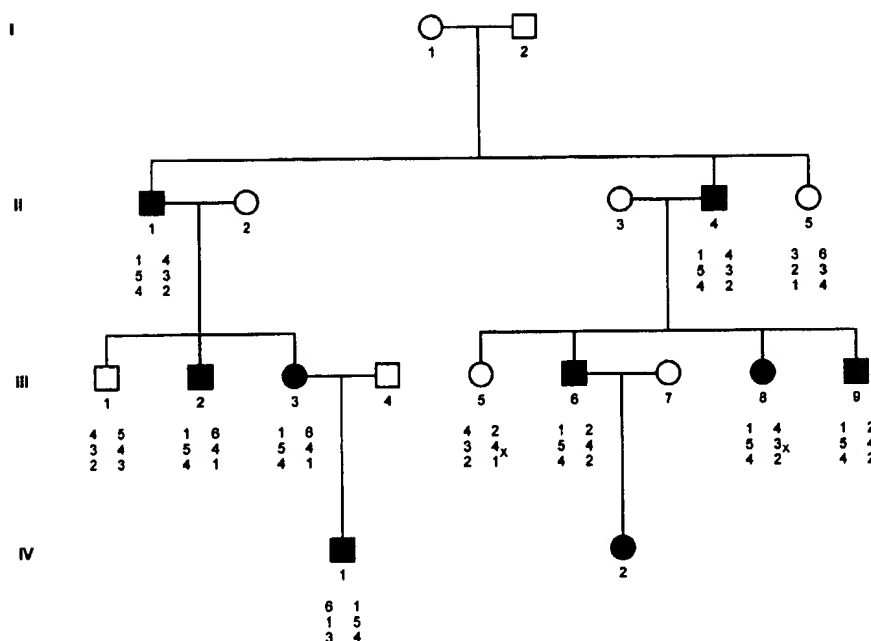 I
1 2
II
1 2 3 4 5
1 4 1 4 3 6
5 3 5 3 2 3
4 2 4 2 1 4
III
1 2 3 4 5 6 7 8 9
4 5 1 6 1 6 4 2 1 2 1 4 1 2
3 4 5 4 5 4 3 4x 5 4 5 3x 5 4
2 3 4 1 4 1 2 1 4 2 4 2 4 2
IV
1 2
6 1
1 5
3 4